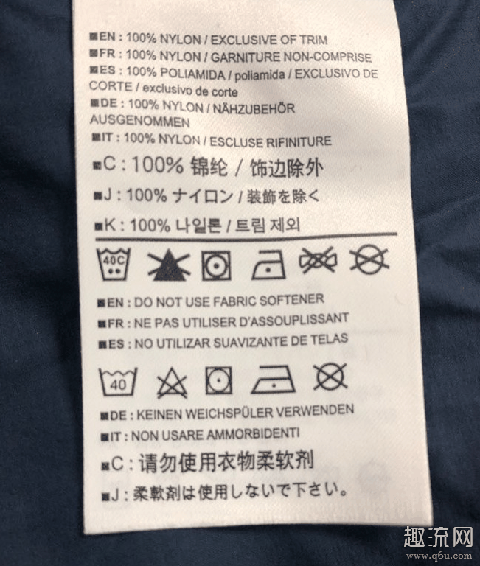 ■EN : 100% NYLON / EXCLUSIVE OF TRIM
■FR : 100% NYLON / GARNITURE NON-COMPRISE
■ES : 100% POLIAMIDA / poliamida / EXCLUSIVO DE
CORTE / exclusivo de corte
■DE : 100% NYLON / NÄHZUBEHÖR
AUSGENOMMEN
■IT : 100% NYLON / ESCLUSE RIFINITURE
■C : 100% 锦纶 / 饰边除外
■J : 100% ナイロン / 装飾を除く
■K : 100% 나일론 / 트림 제외
40C
■EN : DO NOT USE FABRIC SOFTENER
■FR : NE PAS UTILISER D'ASSOUPLISSANT
■ES : NO UTILIZAR SUAVIZANTE DE TELAS
40
■DE : KEINEN WEICHSPÜLER VERWENDEN
■IT : NON USARE AMMORBIDENTI
■C : 请勿使用衣物柔软剂
■J : 柔軟剤は使用しないで下さい。
趣流网
www.q6u.com